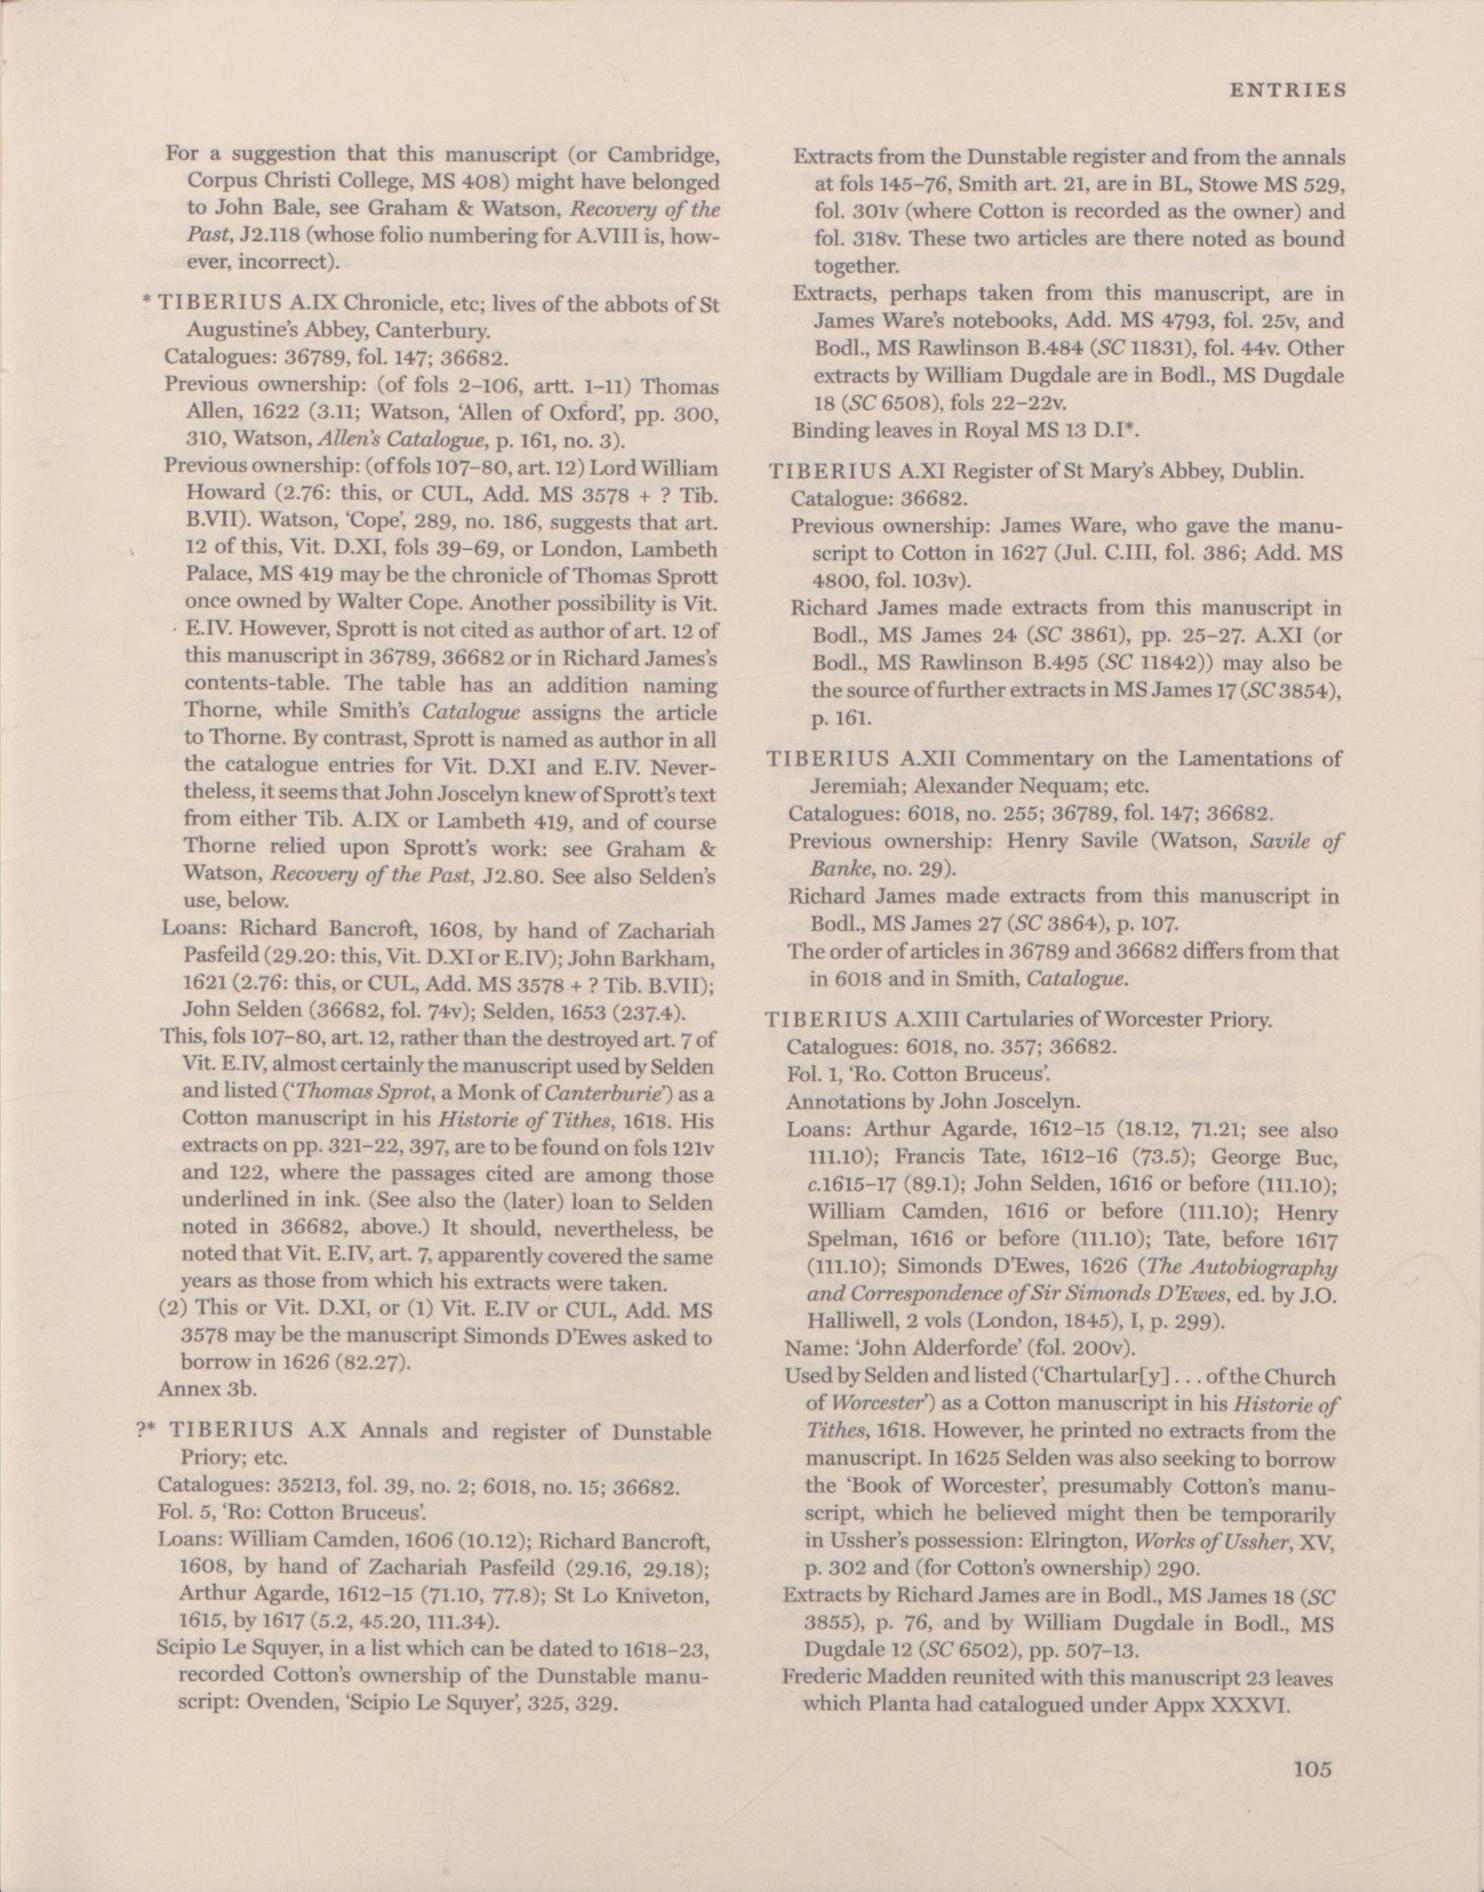 ENTRIES
For a suggestion that this manuscript (or Cambridge,
Corpus Christi College, MS 408) might have belonged
to John Bale, see Graham & Watson, Recovery of the
Past, J2.118 (whose folio numbering for A.VIII is, how-
ever, incorrect).
* TIBERIUS A.IX Chronicle, etc; lives of the abbots of St
Augustine's Abbey, Canterbury.
Catalogues: 36789, fol. 147; 36682.
Previous ownership: (of fols 2–106, artt. 1–11) Thomas
Allen, 1622 (3.11; Watson, 'Allen of Oxford', pp. 300,
310, Watson, Allen's Catalogue, p. 161, no. 3).
Previous ownership: (of fols 107–80, art. 12) Lord William
Howard (2.76: this, or CUL, Add. MS 3578 + ? Tib.
B.VII). Watson, 'Cope', 289, no. 186, suggests that art.
12 of this, Vit. D.XI, fols 39–69, or London, Lambeth
Palace, MS 419 may be the chronicle of Thomas Sprott
once owned by Walter Cope. Another possibility is Vit.
E.IV. However, Sprott is not cited as author of art. 12 of
this manuscript in 36789, 36682 or in Richard James's
contents-table. The table has an addition naming
Thorne, while Smith's Catalogue assigns the article
to Thorne. By contrast, Sprott is named as author in all
the catalogue entries for Vit. D.XI and E.IV. Never-
theless, it seems that John Joscelyn knew of Sprott's text
from either Tib. A.IX or Lambeth 419, and of course
Thorne relied upon Sprott's work: see Graham &
Watson, Recovery of the Past, J2.80. See also Selden's
use, below.
Loans: Richard Bancroft, 1608, by hand of Zachariah
Pasfeild (29.20: this, Vit. D.XI or E.IV); John Barkham,
1621 (2.76: this, or CUL, Add. MS 3578 + ? Tib. B.VII);
John Selden (36682, fol. 74v); Selden, 1653 (237.4).
This, fols 107–80, art. 12, rather than the destroyed art. 7 of
Vit. E.IV, almost certainly the manuscript used by Selden
and listed ('Thomas Sprot, a Monk of Canterburie') as a
Cotton manuscript in his Historie of Tithes, 1618. His
extracts on pp. 321–22, 397, are to be found on fols 121v
and 122, where the passages cited are among those
underlined in ink. (See also the (later) loan to Selden
noted in 36682, above.) It should, nevertheless, be
noted that Vit. E.IV, art. 7, apparently covered the same
years as those from which his extracts were taken.
(2) This or Vit. D.XI, or (1) Vit. E.IV or CUL, Add. MS
3578 may be the manuscript Simonds D'Ewes asked to
borrow in 1626 (82.27).
Annex 3b.
?* TIBERIUS A.X Annals and register of Dunstable
Priory; etc.
Catalogues: 35213, fol. 39, no. 2; 6018, no. 15; 36682.
Fol. 5, 'Ro: Cotton Bruceus'.
Loans: William Camden, 1606 (10.12); Richard Bancroft,
1608, by hand of Zachariah Pasfeild (29.16, 29.18);
Arthur Agarde, 1612–15 (71.10, 77.8); St Lo Kniveton,
1615, by 1617 (5.2, 45.20, 111.34).
Scipio Le Squyer, in a list which can be dated to 1618–23,
recorded Cotton's ownership of the Dunstable manu-
script: Ovenden, 'Scipio Le Squyer', 325, 329.
Extracts from the Dunstable register and from the annals
at fols 145–76, Smith art. 21, are in BL, Stowe MS 529,
fol. 301v (where Cotton is recorded as the owner) and
fol. 318v. These two articles are there noted as bound
together.
Extracts, perhaps taken from this manuscript, are in
James Ware's notebooks, Add. MS 4793, fol. 25v, and
Bodl., MS Rawlinson B.484 (SC 11831), fol. 44v. Other
extracts by William Dugdale are in Bodl., MS Dugdale
18 (SC 6508), fols 22–22v.
Binding leaves in Royal MS 13 D.I*.
TIBERIUS A.XI Register of St Mary's Abbey, Dublin.
Catalogue: 36682.
Previous ownership: James Ware, who gave the manu-
script to Cotton in 1627 (Jul. C.III, fol. 386; Add. MS
4800, fol. 103v).
Richard James made extracts from this manuscript in
Bodl., MS James 24 (SC 3861), pp. 25–27. A.XI (or
Bodl., MS Rawlinson B.495 (SC 11842)) may also be
the source of further extracts in MS James 17 (SC 3854),
p. 161.
TIBERIUS A.XII Commentary on the Lamentations of
Jeremiah; Alexander Nequam; etc.
Catalogues: 6018, no. 255; 36789, fol. 147; 36682.
Previous ownership: Henry Savile (Watson, Savile of
Banke, no. 29).
Richard James made extracts from this manuscript in
Bodl., MS James 27 (SC 3864), p. 107.
The order of articles in 36789 and 36682 differs from that
in 6018 and in Smith, Catalogue.
TIBERIUS A.XIII Cartularies of Worcester Priory.
Catalogues: 6018, no. 357; 36682.
Fol. 1, 'Ro. Cotton Bruceus'.
Annotations by John Joscelyn.
Loans: Arthur Agarde, 1612–15 (18.12, 71.21; see also
111.10); Francis Tate, 1612–16 (73.5); George Buc,
c.1615–17 (89.1); John Selden, 1616 or before (111.10);
William Camden, 1616 or before (111.10); Henry
Spelman, 1616 or before (111.10); Tate, before 1617
(111.10); Simonds D'Ewes, 1626 (The Autobiography
and Correspondence of Sir Simonds D'Ewes, ed. by J.O.
Halliwell, 2 vols (London, 1845), I, p. 299).
Name: 'John Alderforde' (fol. 200v).
Used by Selden and listed ('Chartular[y] . . . of the Church
of Worcester') as a Cotton manuscript in his Historie of
Tithes, 1618. However, he printed no extracts from the
manuscript. In 1625 Selden was also seeking to borrow
the 'Book of Worcester', presumably Cotton's manu-
script, which he believed might then be temporarily
in Ussher's possession: Elrington, Works of Ussher, XV,
p. 302 and (for Cotton's ownership) 290.
Extracts by Richard James are in Bodl., MS James 18 (SC
3855), p. 76, and by William Dugdale in Bodl., MS
Dugdale 12 (SC 6502), pp. 507–13.
Frederic Madden reunited with this manuscript 23 leaves
which Planta had catalogued under Appx XXXVI.
105